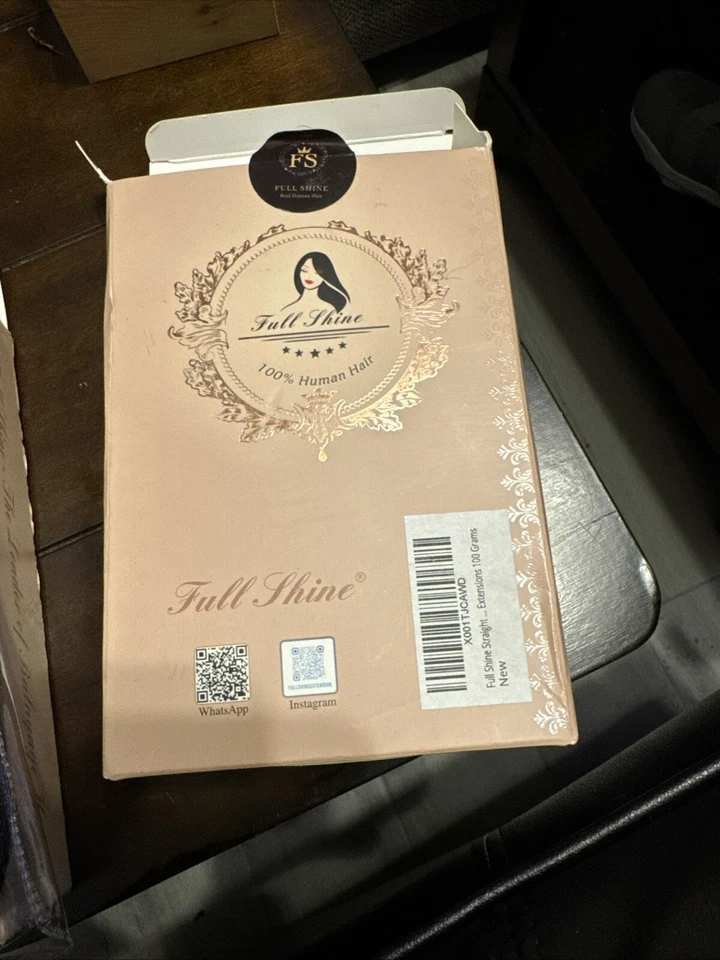 FS
FULL SHINE
Real Human Hair
Full Shine
100% Human Hair
Full Shine®
WhatsApp
FULLSHINEEXTENSION
Instagram
X001TJCAWD
Full Shine Straight ... Extensions 100 Grams
New